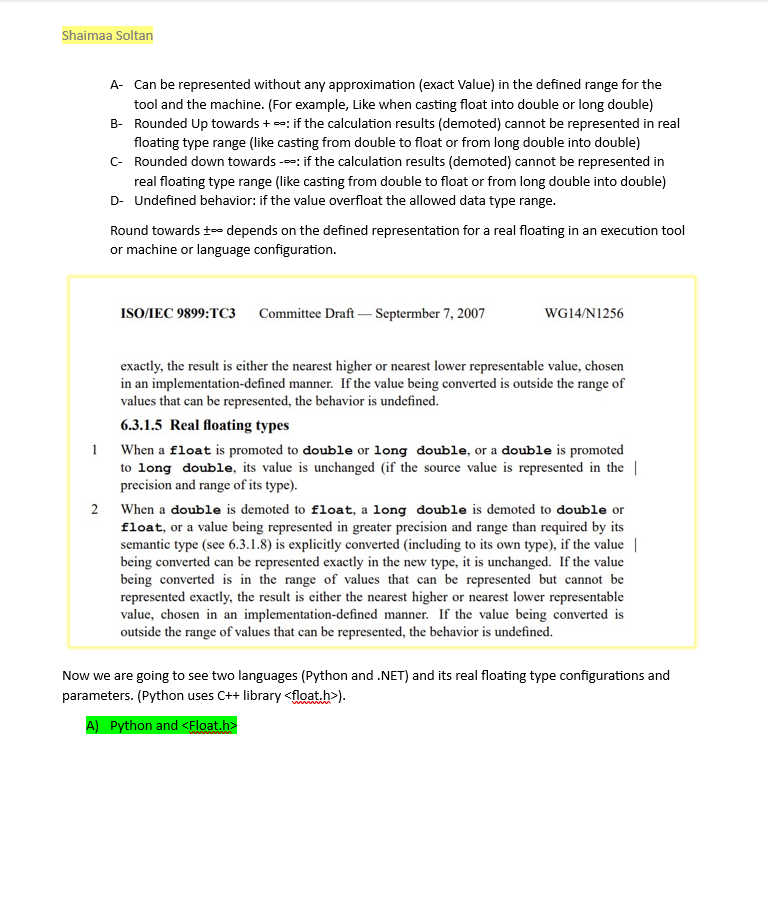 Shaimaa Soltan
A- Can be represented without any approximation (exact Value) in the defined range for the
tool and the machine. (For example, Like when casting float into double or long double)
B- Rounded Up towards + ∞: if the calculation results (demoted) cannot be represented in real
floating type range (like casting from double to float or from long double into double)
C- Rounded down towards -∞: if the calculation results (demoted) cannot be represented in
real floating type range (like casting from double to float or from long double into double)
D- Undefined behavior: if the value overfloat the allowed data type range.
Round towards ±∞ depends on the defined representation for a real floating in an execution tool
or machine or language configuration.
ISO/IEC 9899:TC3 Committee Draft — Septermber 7, 2007 WG14/N1256
exactly, the result is either the nearest higher or nearest lower representable value, chosen
in an implementation-defined manner. If the value being converted is outside the range of
values that can be represented, the behavior is undefined.
6.3.1.5 Real floating types
1 When a float is promoted to double or long double, or a double is promoted
to long double, its value is unchanged (if the source value is represented in the |
precision and range of its type).
2 When a double is demoted to float, a long double is demoted to double or
float, or a value being represented in greater precision and range than required by its
semantic type (see 6.3.1.8) is explicitly converted (including to its own type), if the value |
being converted can be represented exactly in the new type, it is unchanged. If the value
being converted is in the range of values that can be represented but cannot be
represented exactly, the result is either the nearest higher or nearest lower representable
value, chosen in an implementation-defined manner. If the value being converted is
outside the range of values that can be represented, the behavior is undefined.
Now we are going to see two languages (Python and .NET) and its real floating type configurations and
parameters. (Python uses C++ library <float.h>).
A) Python and <Float.h>